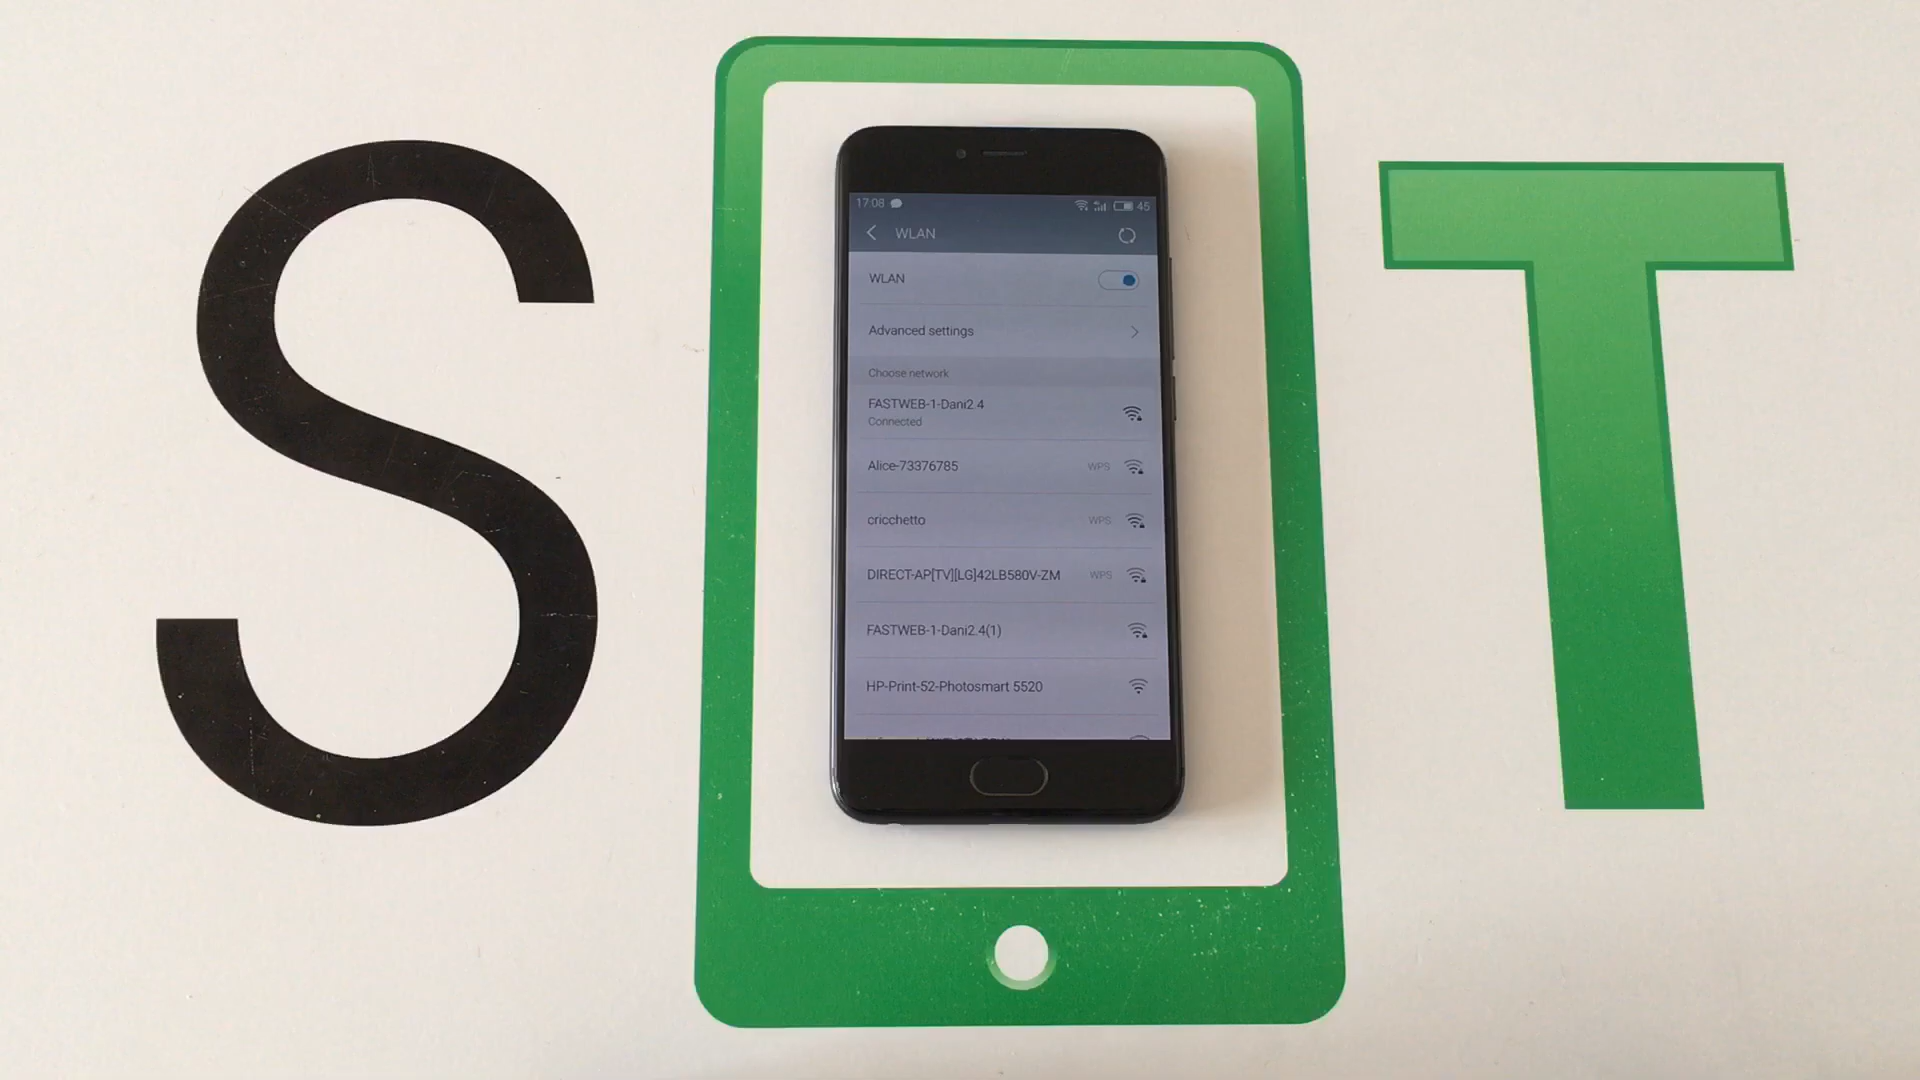 S T
17:08 45
WLAN
WLAN
Advanced settings
Choose network
FASTWEB-1-Dani2.4
Connected
Alice-73376785 WPS
cricchetto WPS
DIRECT-AP[TV][LG]42LB580V-ZM WPS
FASTWEB-1-Dani2.4(1)
HP-Print-52-Photosmart 5520